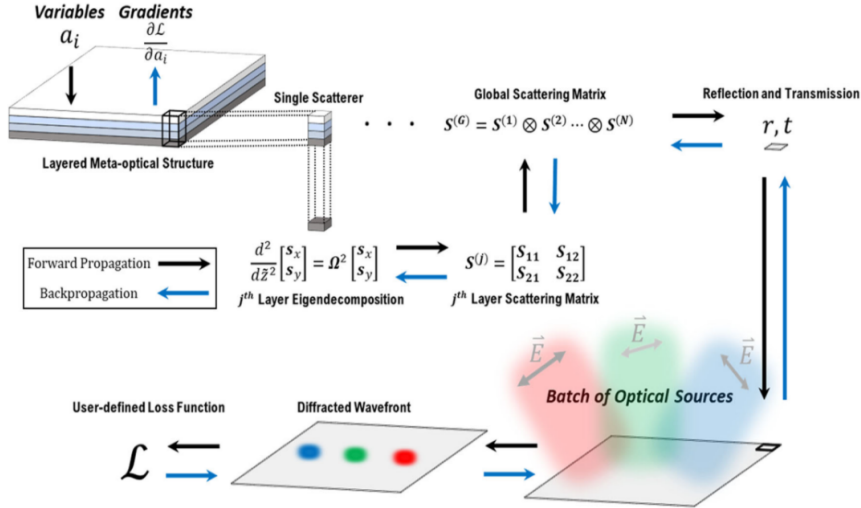 Variables Gradients
a_i
∂ℒ/∂a_i
Single Scatterer
Layered Meta-optical Structure
. . .
Global Scattering Matrix
S^(G) = S^(1) ⊗ S^(2) ⋯ ⊗ S^(N)
Reflection and Transmission
r, t
Forward Propagation
Backpropagation
d²/dz̃² [s_x s_y] = Ω² [s_x s_y]
j^th Layer Eigendecomposition
S^(j) = [S_11 S_12 S_21 S_22]
j^th Layer Scattering Matrix
E⃗
E⃗
E⃗
Batch of Optical Sources
User-defined Loss Function
ℒ
Diffracted Wavefront